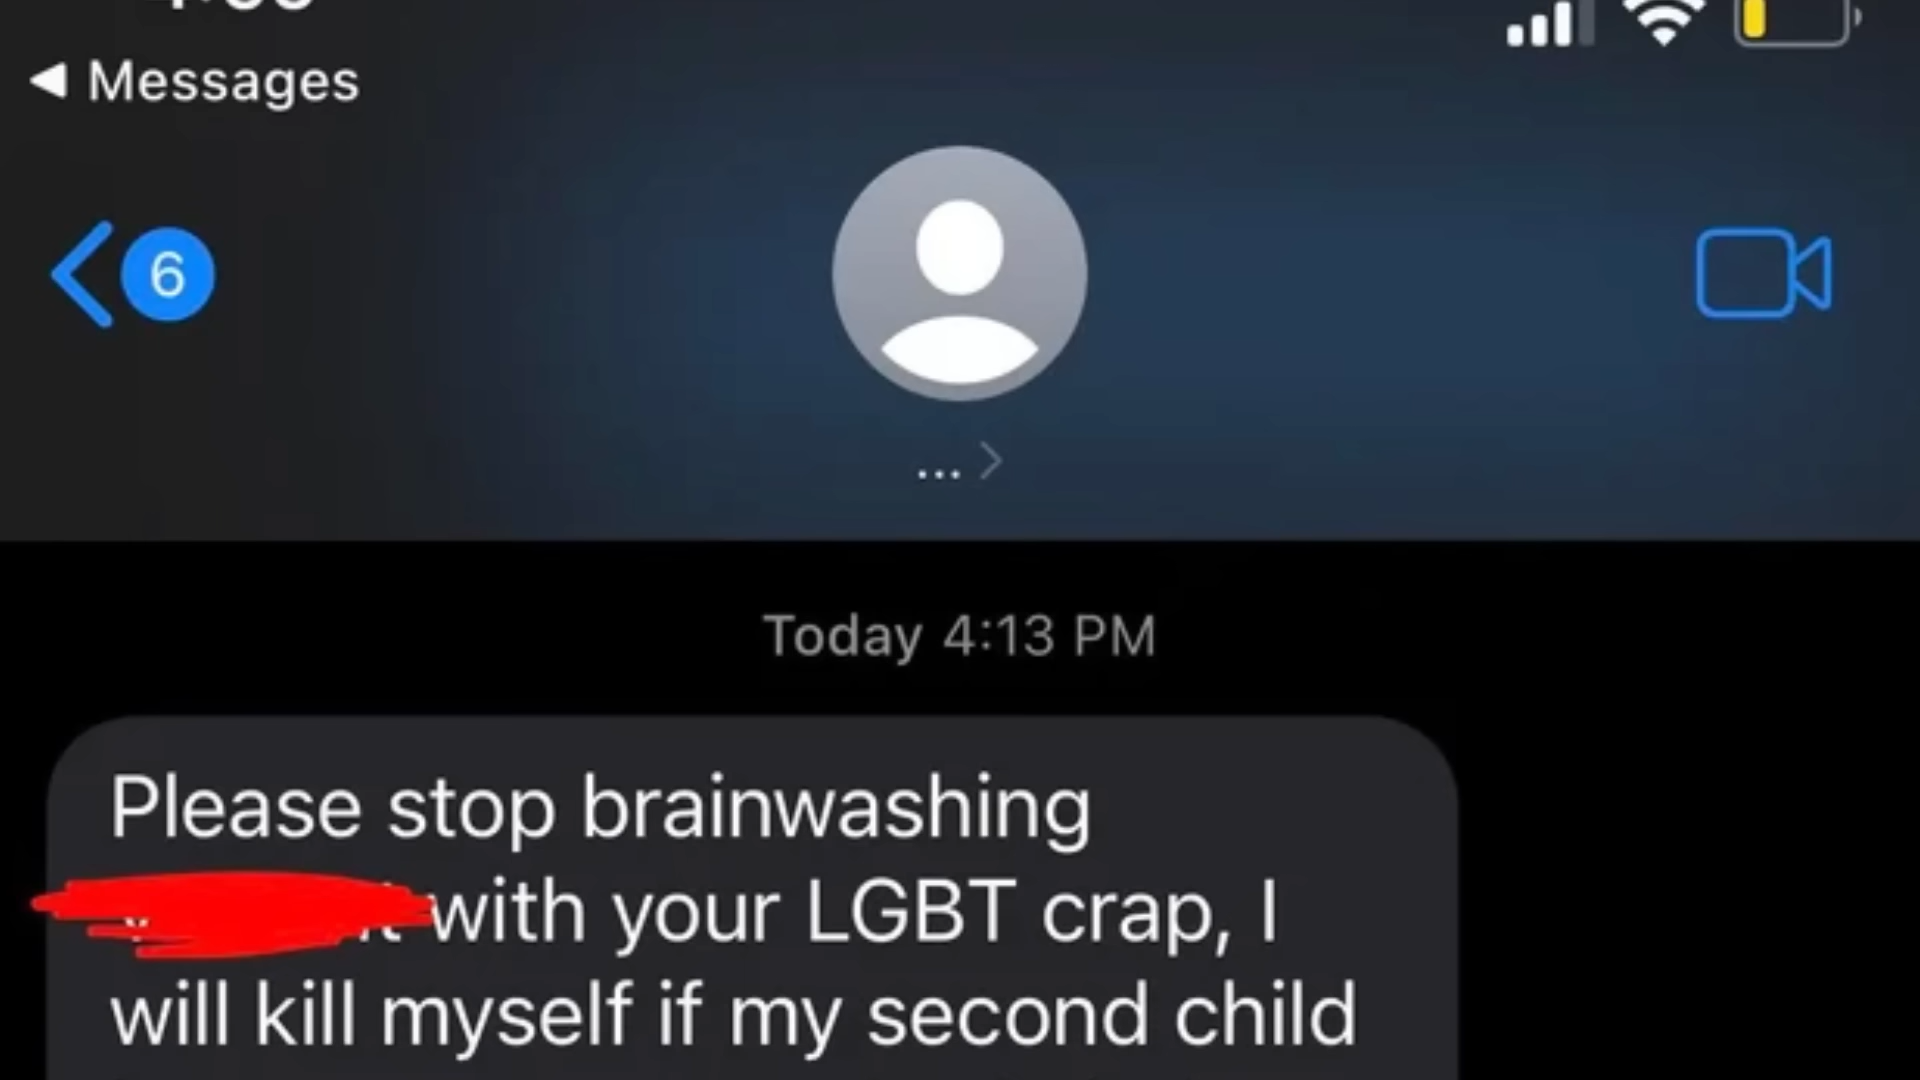 Messages
6
...
Today 4:13 PM
Please stop brainwashing
with your LGBT crap, I
will kill myself if my second child